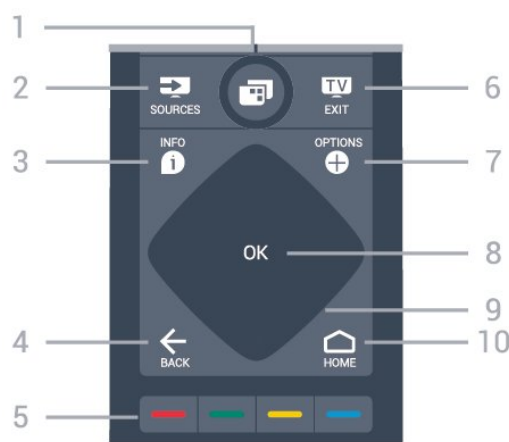 1
2 SOURCES TV EXIT 6
3 INFO i OPTIONS 7
OK 8
9
4 BACK HOME 10
5